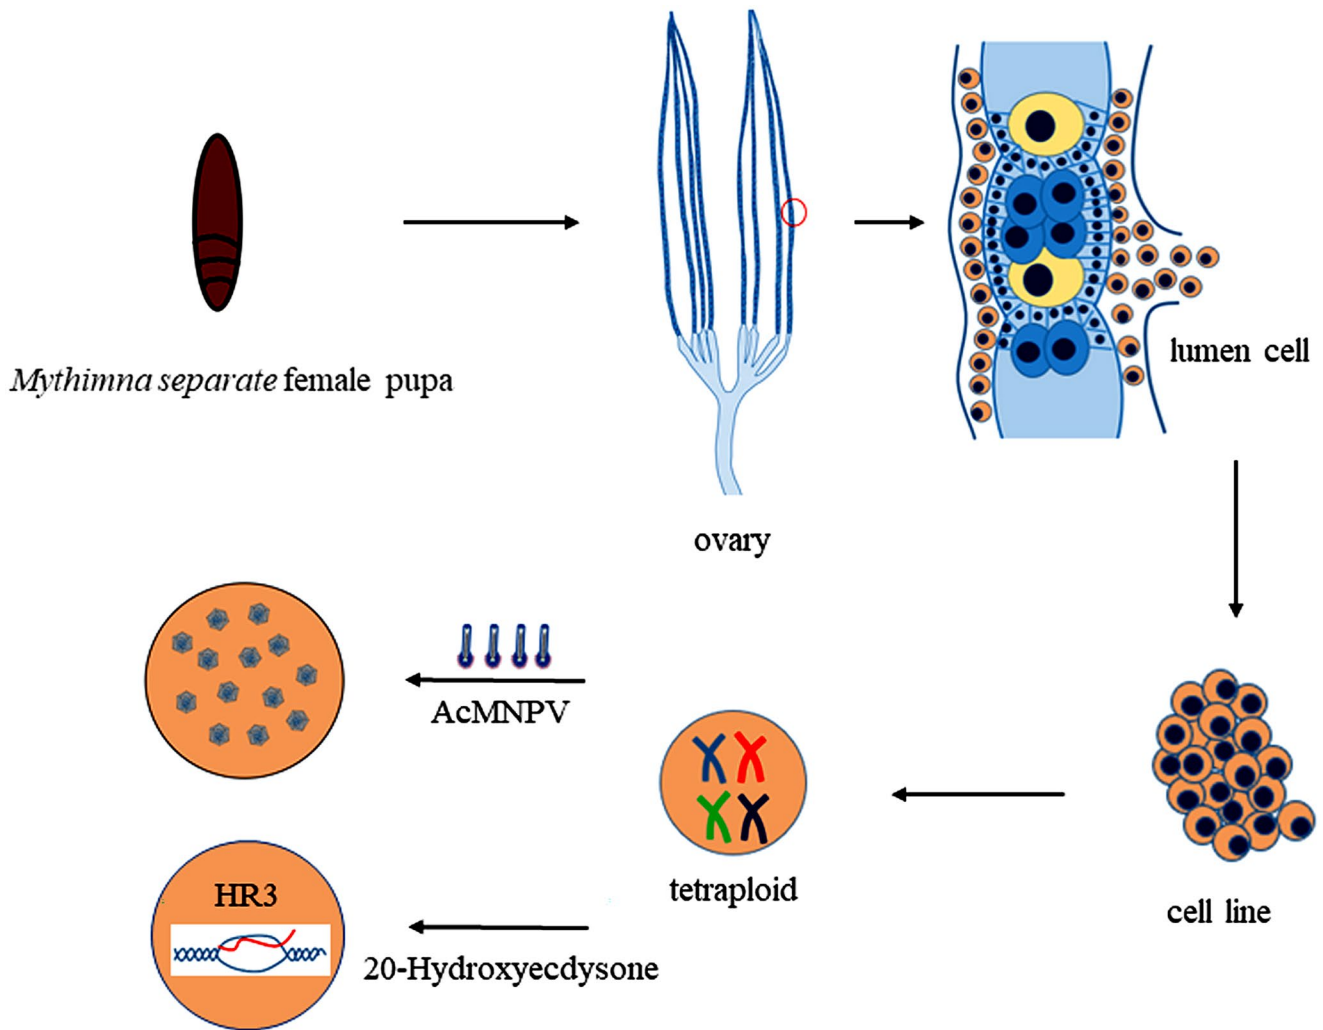 Mythimna separate female pupa
ovary
lumen cell
cell line
tetraploid
AcMNPV
20-Hydroxyecdysone
HR3